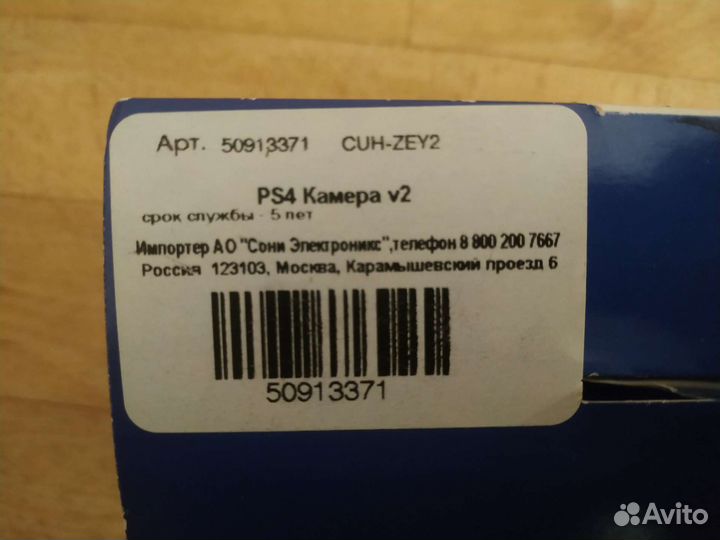 Арт. 50913371 CUH-ZEY2
PS4 Камера v2
срок службы - 5 лет
Импортер АО "Сони Электроникс",телефон 8 800 200 7667
Россия 123103, Москва, Карамышевский проезд 6
50913371
Avito